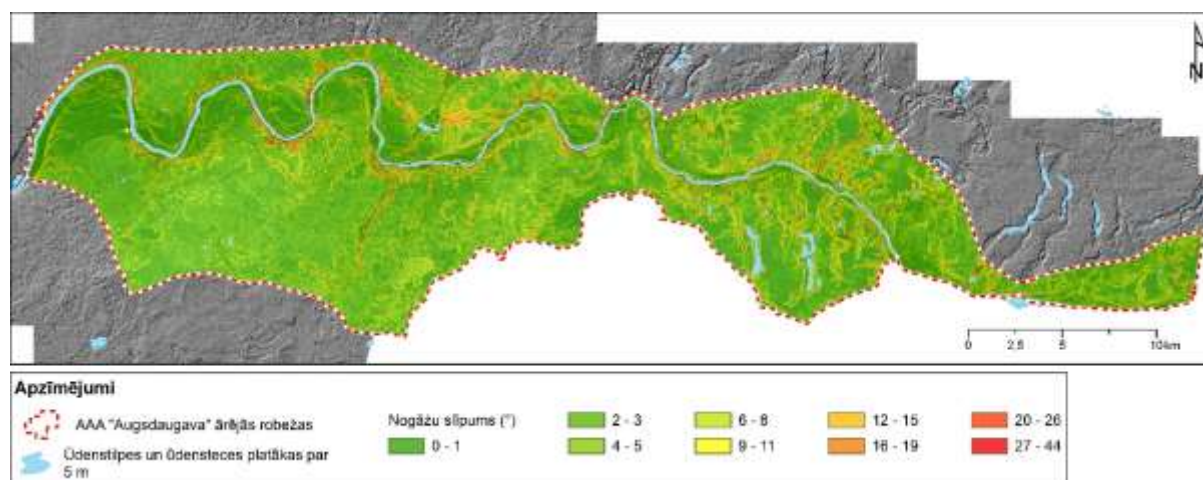 N
0 2,5 5 10km
Apzīmējumi
AAA "Augsdaugava" ārējās robežas
Ūdenstilpes un ūdensteces platākas par
5 m
Nogāžu slīpums (°)
0 - 1
2 - 3
4 - 5
6 - 8
9 - 11
12 - 15
16 - 19
20 - 26
27 - 44